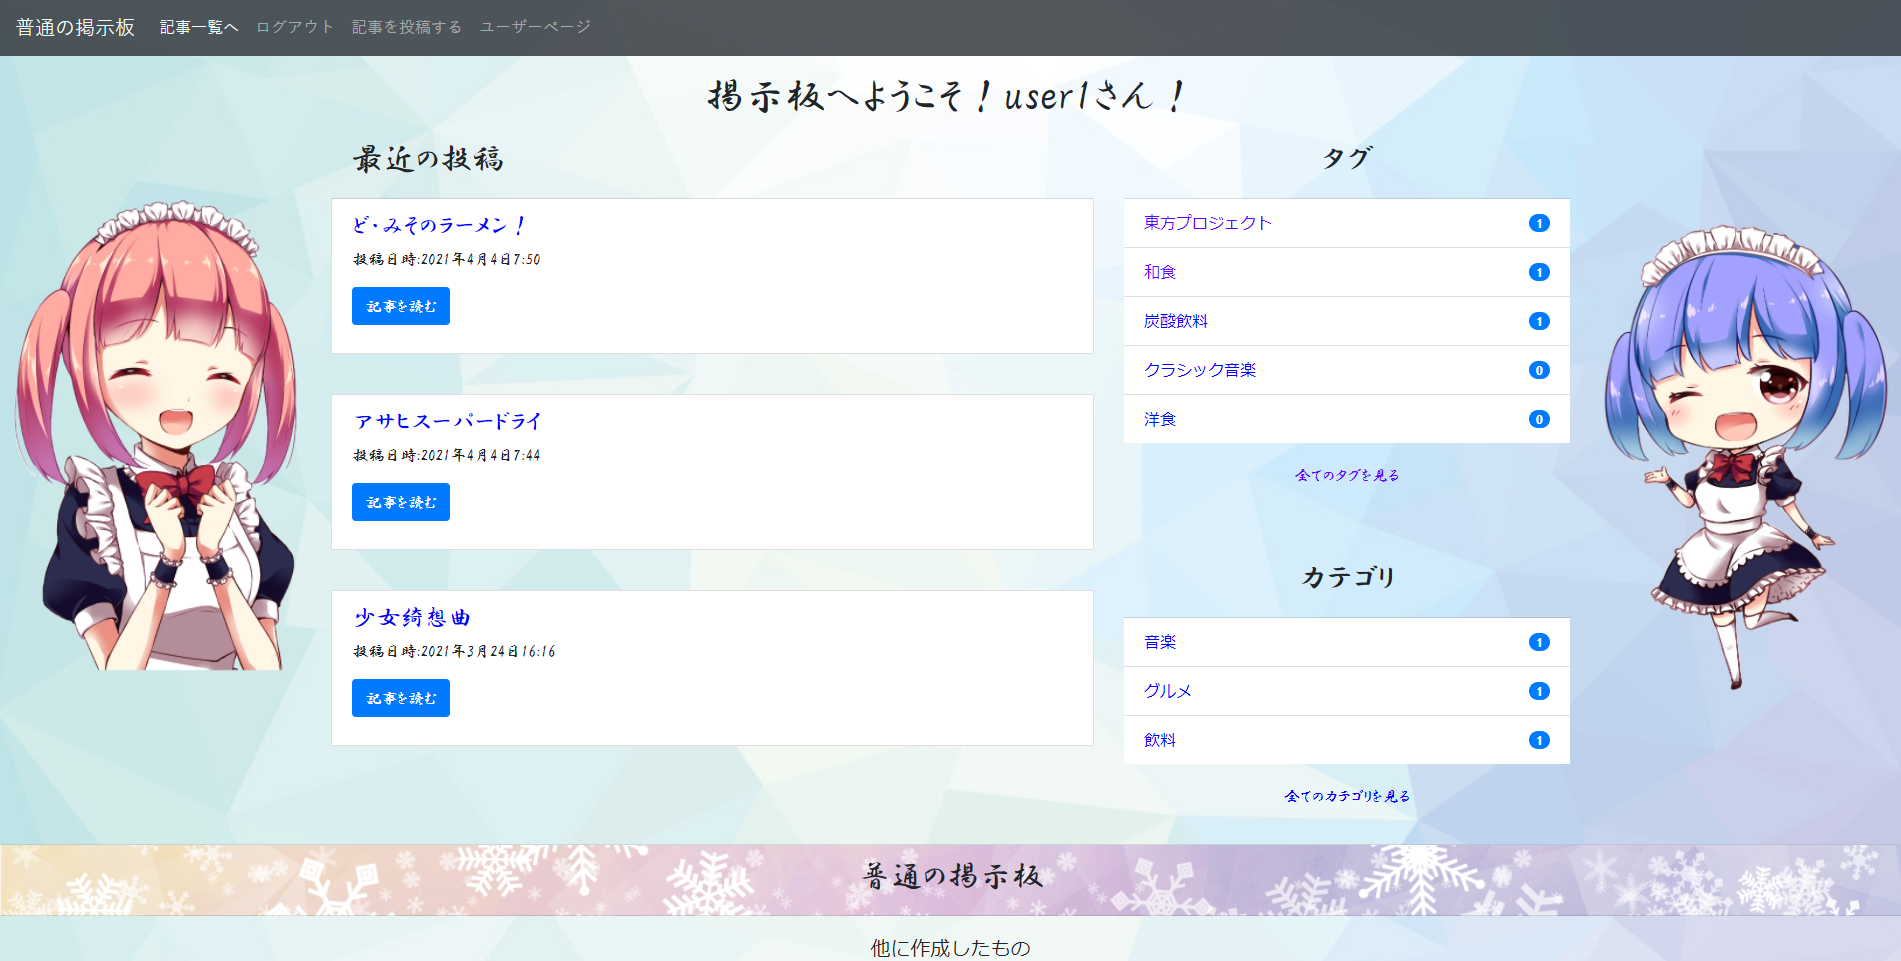 普通の掲示板 記事一覧へ ログアウト 記事を投稿する ユーザーページ
掲示板へようこそ！user1さん！
最近の投稿
ど・みそのラーメン！
投稿日時:2021年4月4日7:50
記事を読む
アサヒスーパードライ
投稿日時:2021年4月4日7:44
記事を読む
少女綺想曲
投稿日時:2021年3月24日16:16
記事を読む
タグ
東方プロジェクト 1
和食 1
炭酸飲料 1
クラシック音楽 0
洋食 0
全てのタグを見る
カテゴリ
音楽 1
グルメ 1
飲料 1
全てのカテゴリを見る
普通の掲示板
他に作成したもの